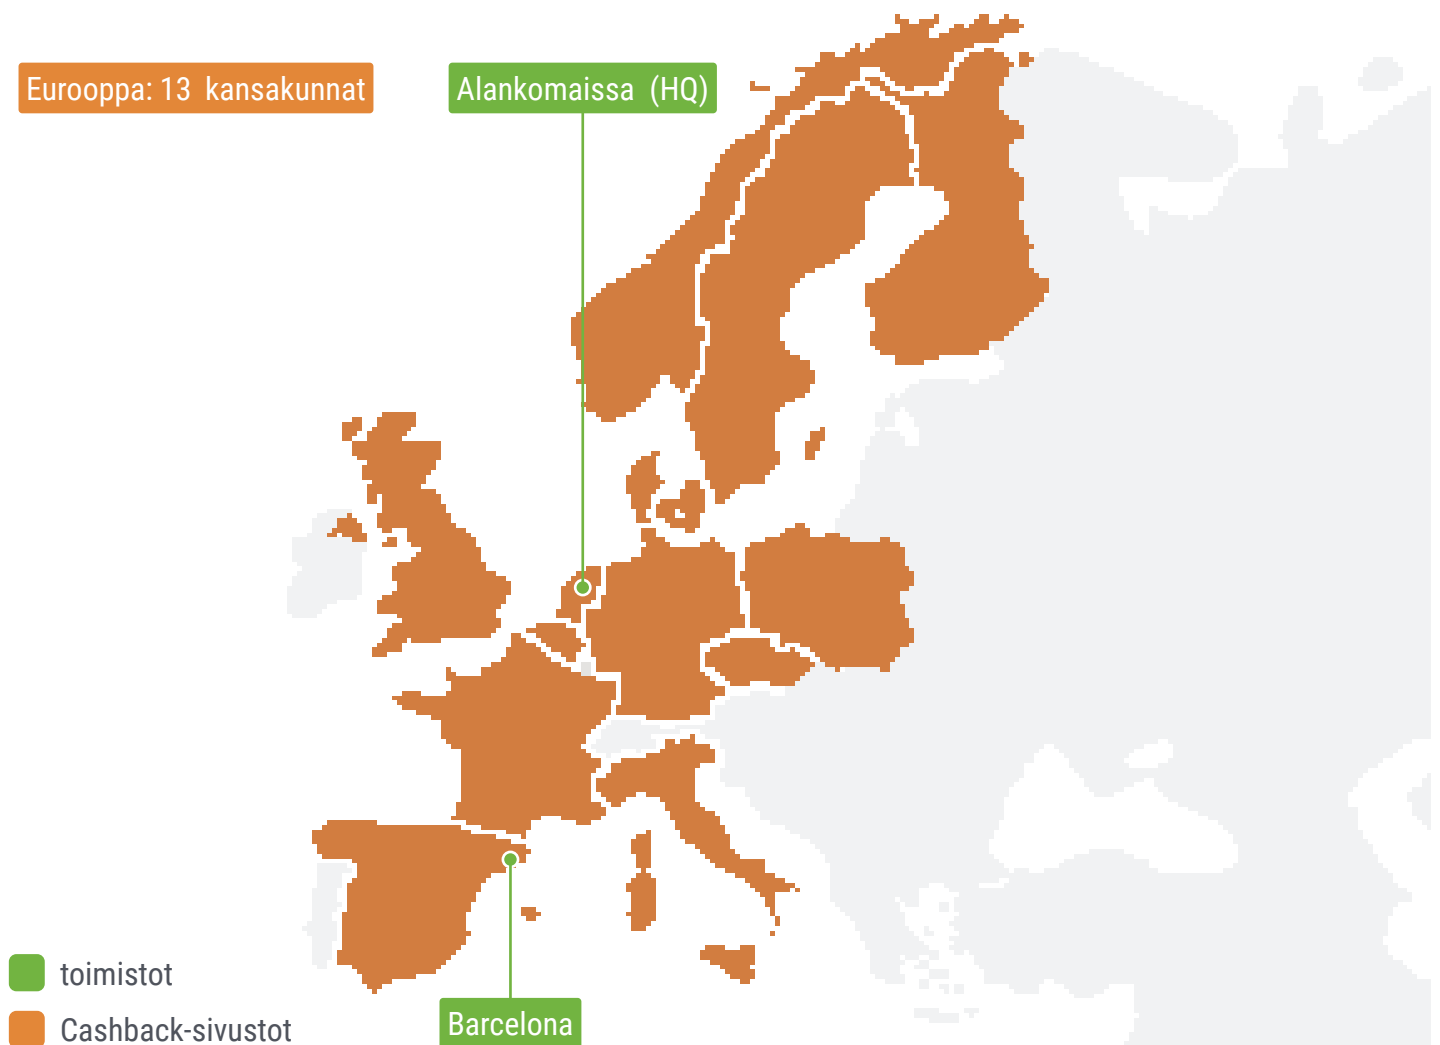 Eurooppa: 13 kansakunnat
Alankomaissa (HQ)
toimistot
Cashback-sivustot
Barcelona